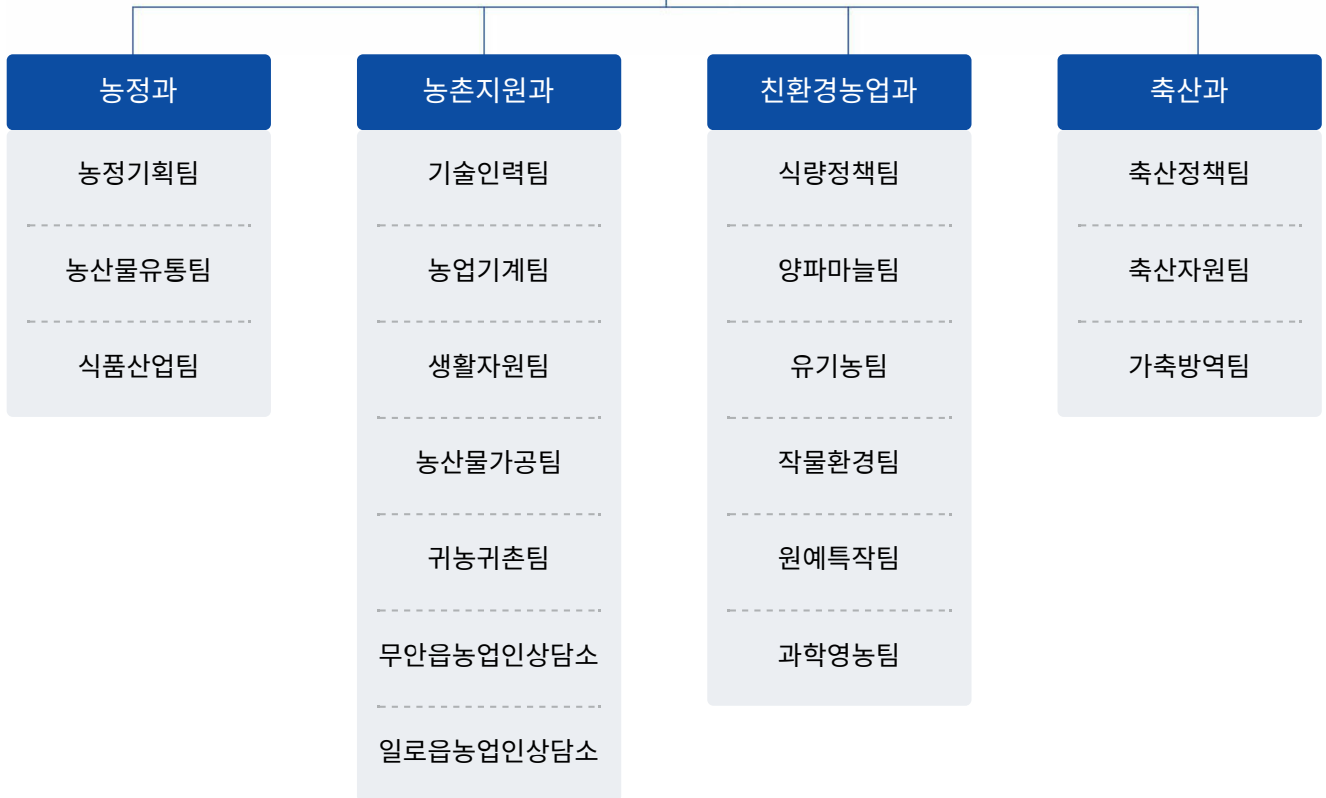 농정과
농정기획팀
농산물유통팀
식품산업팀
농촌지원과
기술인력팀
농업기계팀
생활자원팀
농산물가공팀
귀농귀촌팀
무안읍농업인상담소
일로읍농업인상담소
친환경농업과
식량정책팀
양파마늘팀
유기농팀
작물환경팀
원예특작팀
과학영농팀
축산과
축산정책팀
축산자원팀
가축방역팀